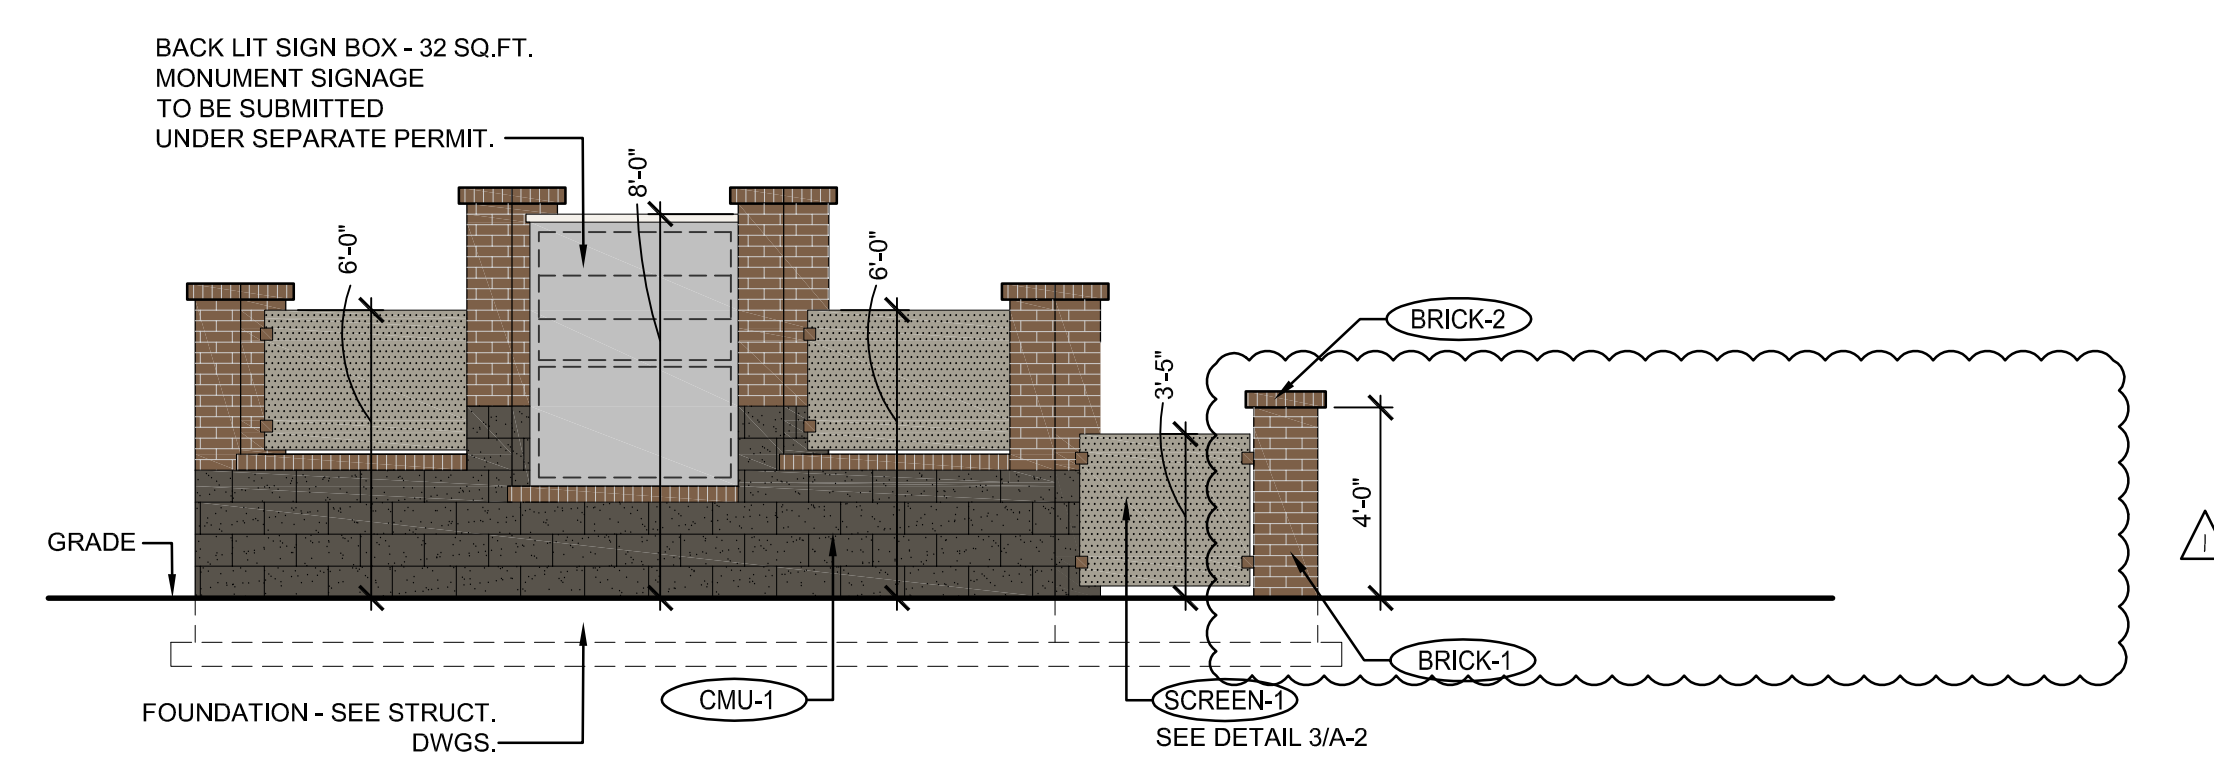 BACK LIT SIGN BOX - 32 SQ.FT.
MONUMENT SIGNAGE
TO BE SUBMITTED
UNDER SEPARATE PERMIT.
8'-0"
6'-0"
6'-0"
BRICK-2
3'-5"
4'-0"
GRADE
1
BRICK-1
CMU-1
SCREEN-1
SEE DETAIL 3/A-2
FOUNDATION - SEE STRUCT.
DWGS.